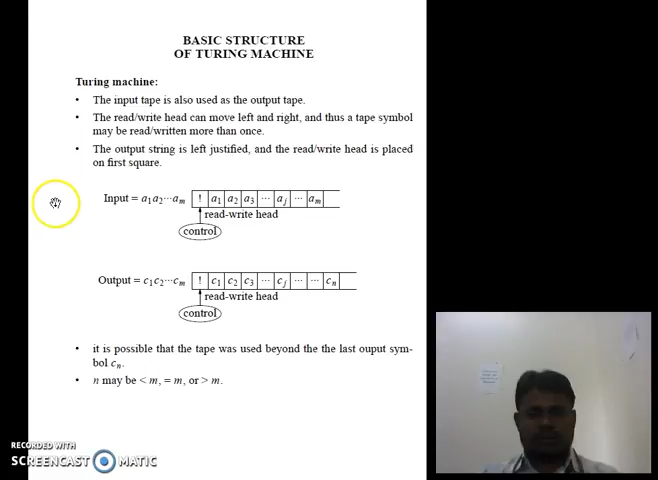 BASIC STRUCTURE
OF TURING MACHINE
Turing machine:
• The input tape is also used as the output tape.
• The read/write head can move left and right, and thus a tape symbol
may be read/written more than once.
• The output string is left justified, and the read/write head is placed
on first square.
Input = a1a2···am ! a1 a2 a3 ··· aj ··· am
read-write head
control
Output = c1c2···cm ! c1 c2 c3 ··· cj ··· ··· cn
read-write head
control
• it is possible that the tape was used beyond the the last ouput sym-
bol cn.
• n may be < m, = m, or > m.
RECORDED WITH
SCREENCAST MATIC